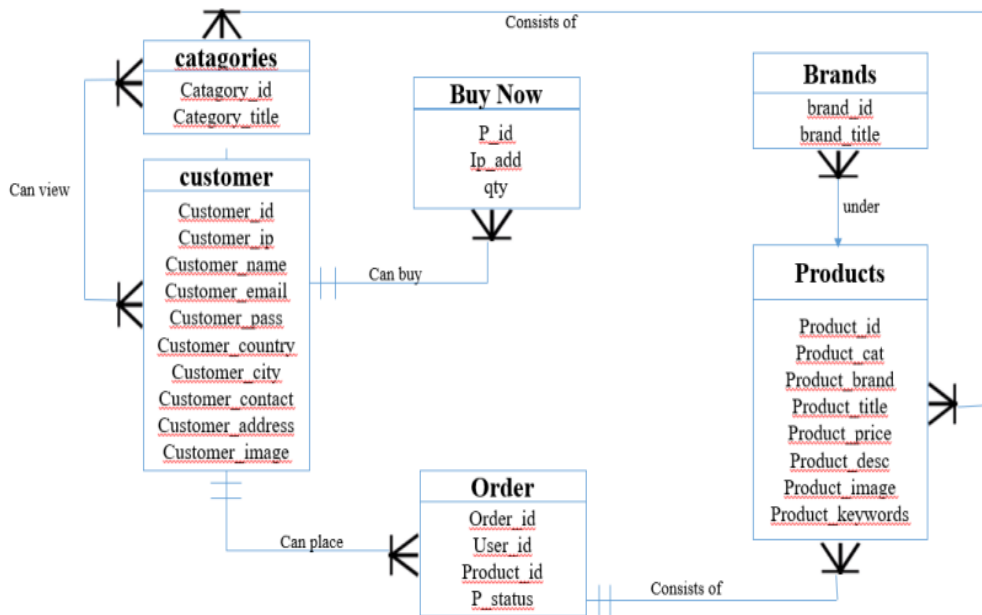 Consists of
catagories
Catagory_id
Category_title
Can view
customer
Customer_id
Customer_ip
Customer_name
Customer_email
Customer_pass
Customer_country
Customer_city
Customer_contact
Customer_address
Customer_image
Buy Now
P_id
Ip_add
qty
Can buy
Brands
brand_id
brand_title
under
Products
Product_id
Product_cat
Product_brand
Product_title
Product_price
Product_desc
Product_image
Product_keywords
Can place
Order
Order_id
User_id
Product_id
P_status
Consists of